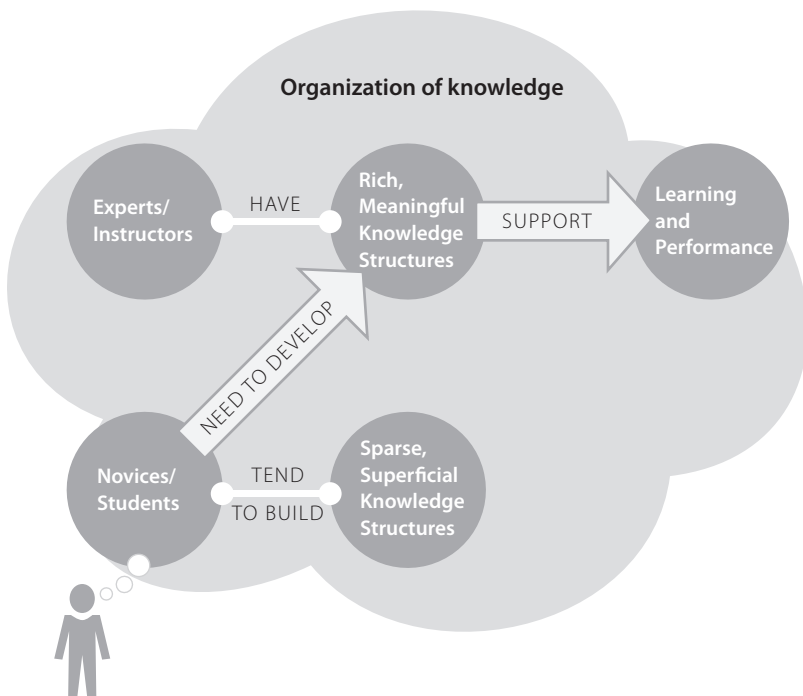 Organization of knowledge
Experts/
Instructors
HAVE
Rich,
Meaningful
Knowledge
Structures
SUPPORT
Learning
and
Performance
NEED TO DEVELOP
Novices/
Students
TEND
TO BUILD
Sparse,
Superficial
Knowledge
Structures